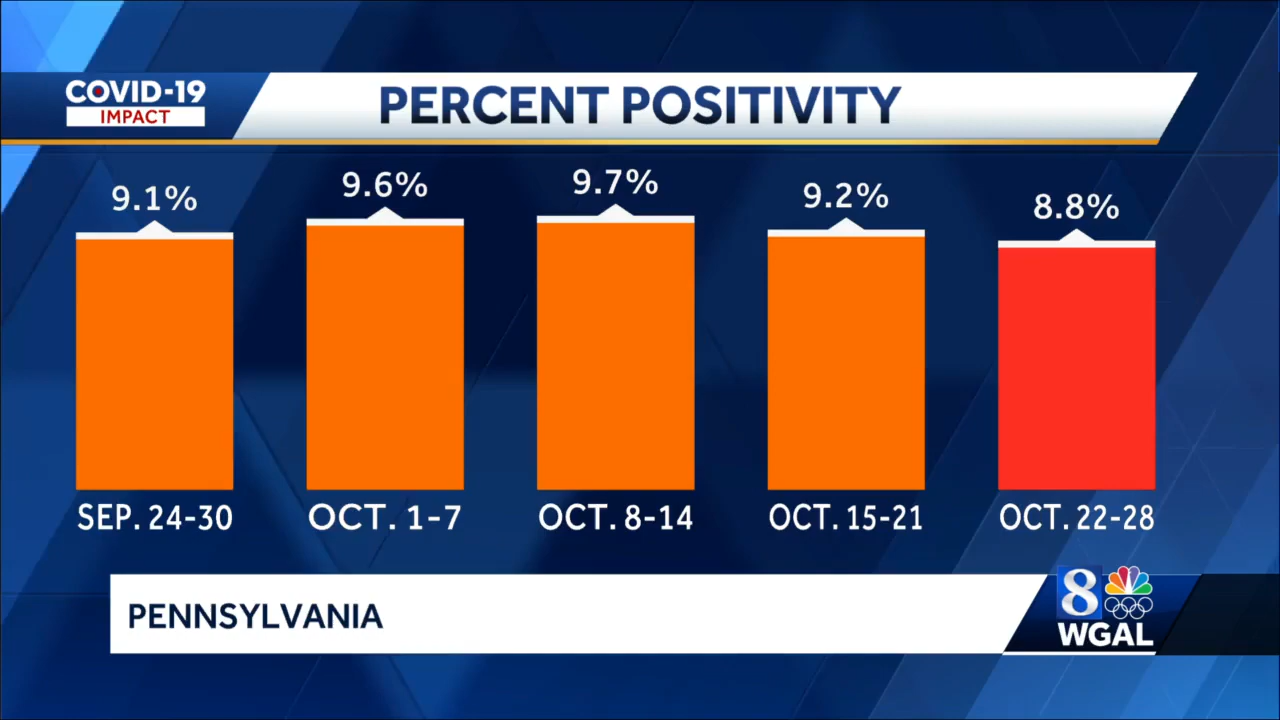 COVID-19
IMPACT
PERCENT POSITIVITY
9.1%
9.6%
9.7%
9.2%
8.8%
SEP. 24-30
OCT. 1-7
OCT. 8-14
OCT. 15-21
OCT. 22-28
PENNSYLVANIA
8
WGAL